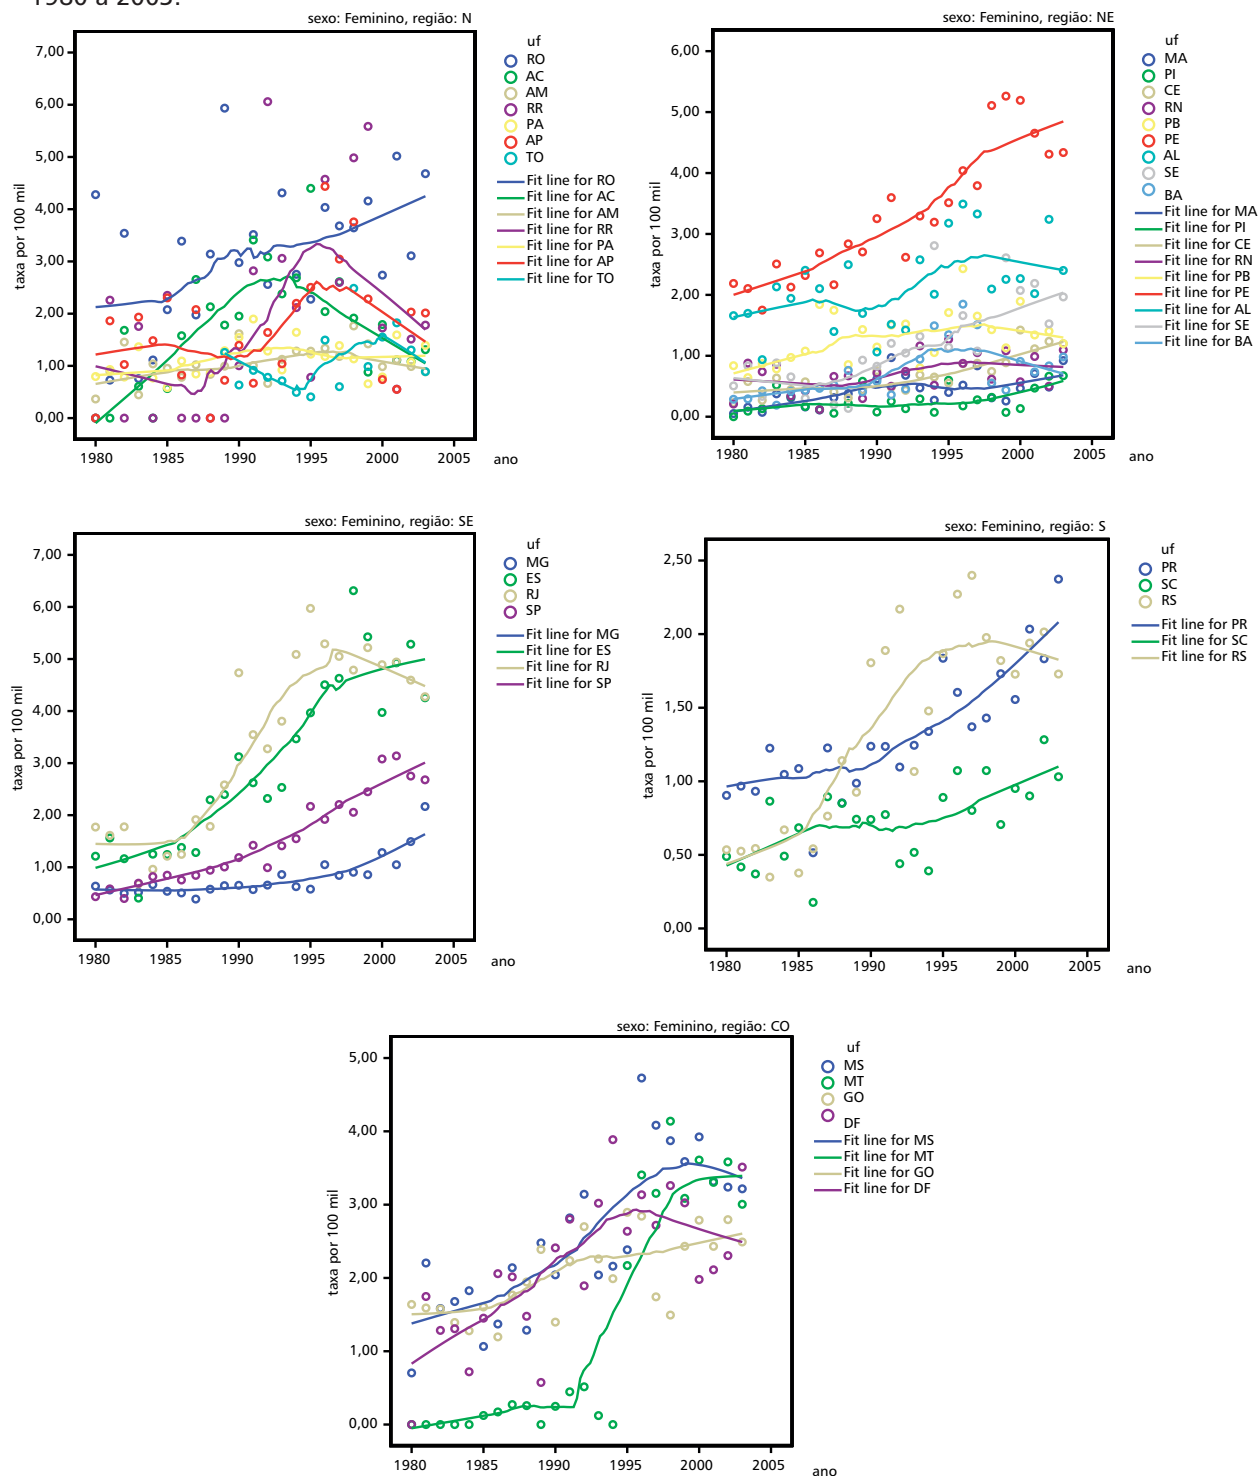 1980 a 2003.
sexo: Feminino, região: N
taxa por 100 mil
7,00
6,00
5,00
4,00
3,00
2,00
1,00
0,00
1980 1985 1990 1995 2000 2005
ano
uf
RO
AC
AM
RR
PA
AP
TO
Fit line for RO
Fit line for AC
Fit line for AM
Fit line for RR
Fit line for PA
Fit line for AP
Fit line for TO
sexo: Feminino, região: NE
taxa por 100 mil
6,00
5,00
4,00
3,00
2,00
1,00
0,00
1980 1985 1990 1995 2000 2005
ano
uf
MA
PI
CE
RN
PB
PE
AL
SE
BA
Fit line for MA
Fit line for PI
Fit line for CE
Fit line for RN
Fit line for PB
Fit line for PE
Fit line for AL
Fit line for SE
Fit line for BA
sexo: Feminino, região: SE
taxa por 100 mil
7,00
6,00
5,00
4,00
3,00
2,00
1,00
0,00
1980 1985 1990 1995 2000 2005
ano
uf
MG
ES
RJ
SP
Fit line for MG
Fit line for ES
Fit line for RJ
Fit line for SP
sexo: Feminino, região: S
taxa por 100 mil
2,50
2,00
1,50
1,00
0,50
0,00
1980 1985 1990 1995 2000 2005
ano
uf
PR
SC
RS
Fit line for PR
Fit line for SC
Fit line for RS
sexo: Feminino, região: CO
taxa por 100 mil
5,00
4,00
3,00
2,00
1,00
0,00
1980 1985 1990 1995 2000 2005
ano
uf
MS
MT
GO
DF
Fit line for MS
Fit line for MT
Fit line for GO
Fit line for DF